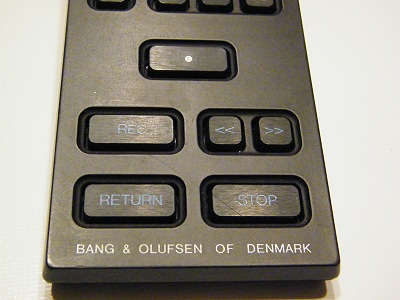 REC << >>
RETURN STOP
BANG & OLUFSEN OF DENMARK